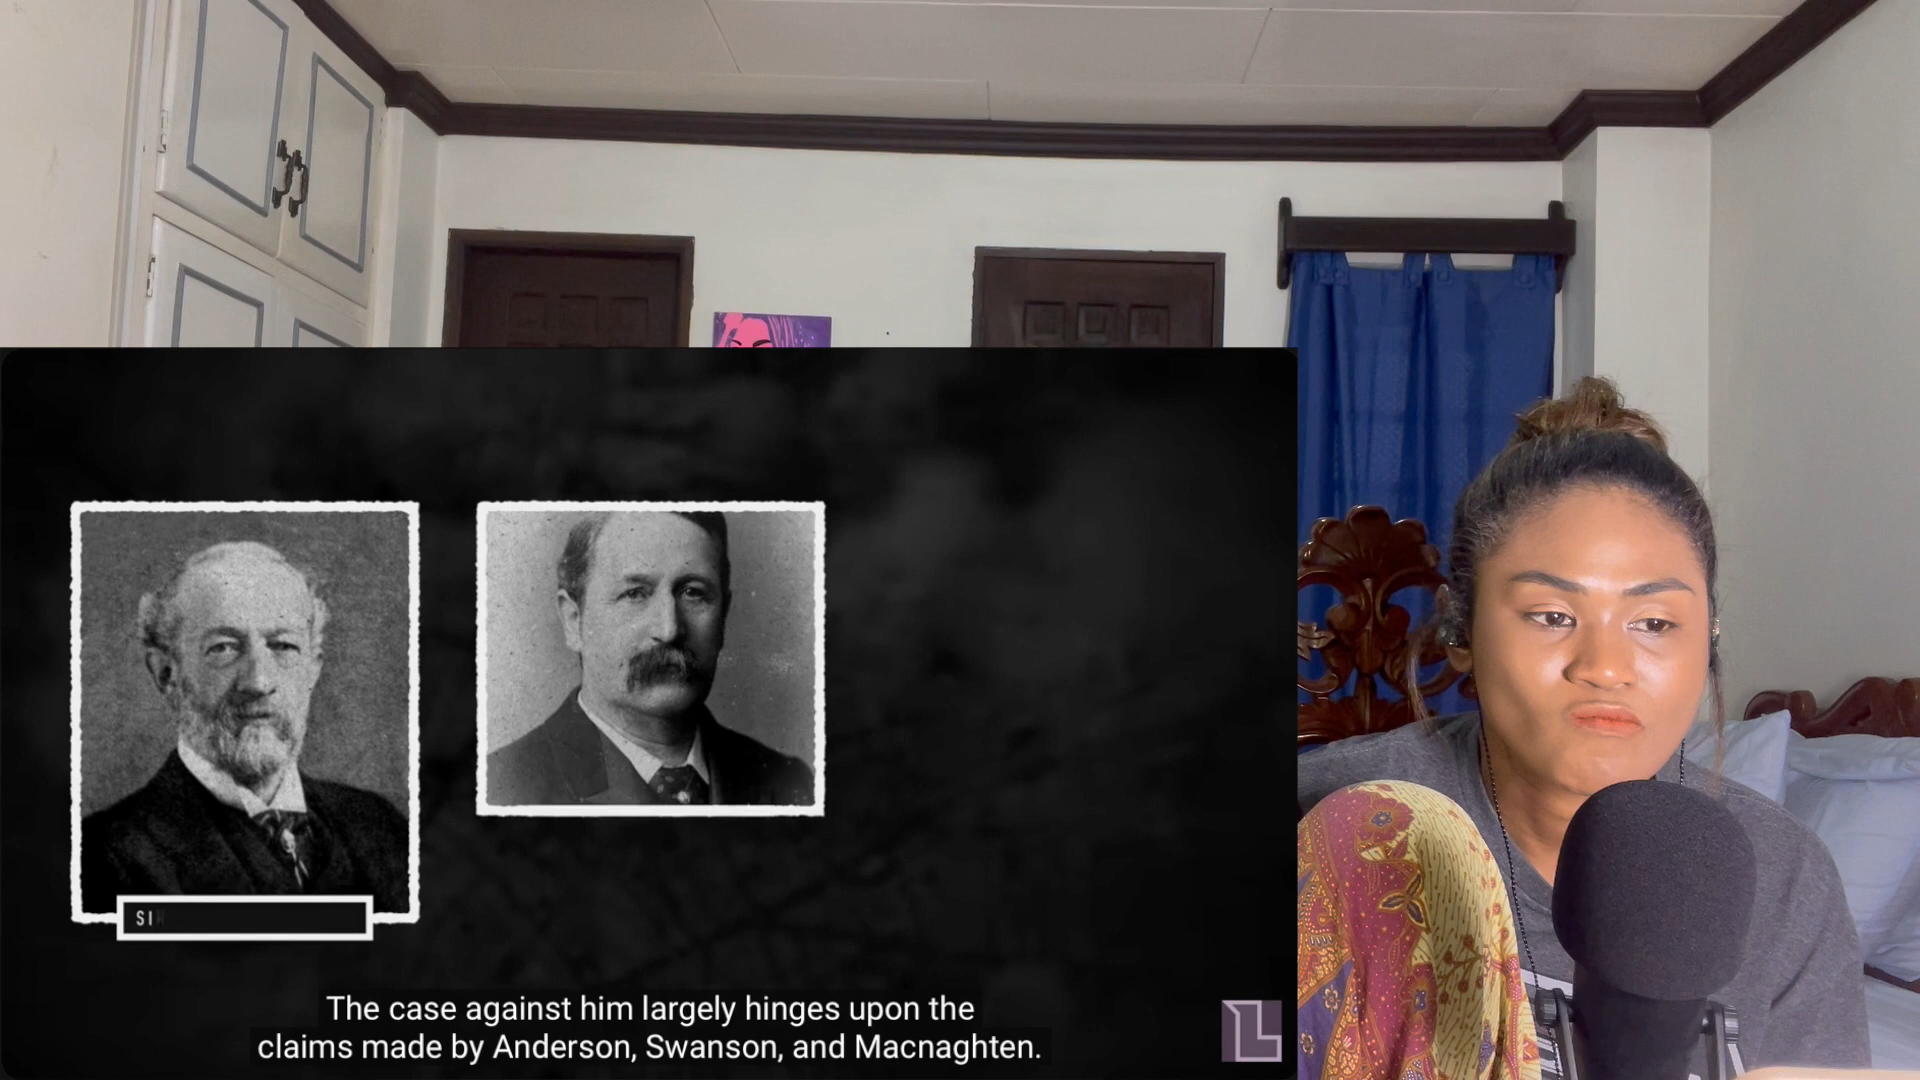 SI
The case against him largely hinges upon the
claims made by Anderson, Swanson, and Macnaghten.